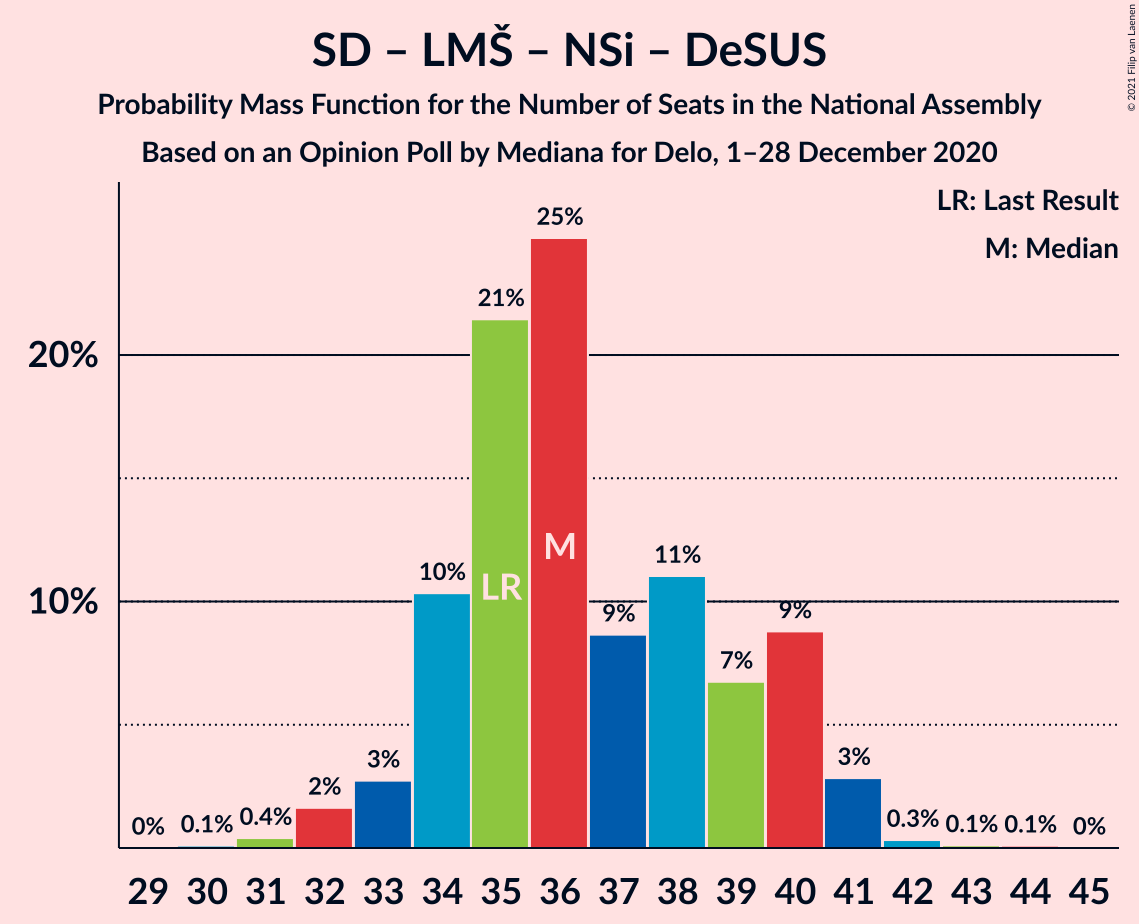 SD – LMŠ – NSi – DeSUS
Probability Mass Function for the Number of Seats in the National Assembly
Based on an Opinion Poll by Mediana for Delo, 1–28 December 2020
© 2021 Filip van Laenen
LR: Last Result
M: Median
25%
21%
20%
M
11%
10%
LR
10%
9%
9%
7%
3%
3%
2%
0%
0.1%
0.4%
0.3%
0.1%
0.1%
0%
29 30 31 32 33 34 35 36 37 38 39 40 41 42 43 44 45